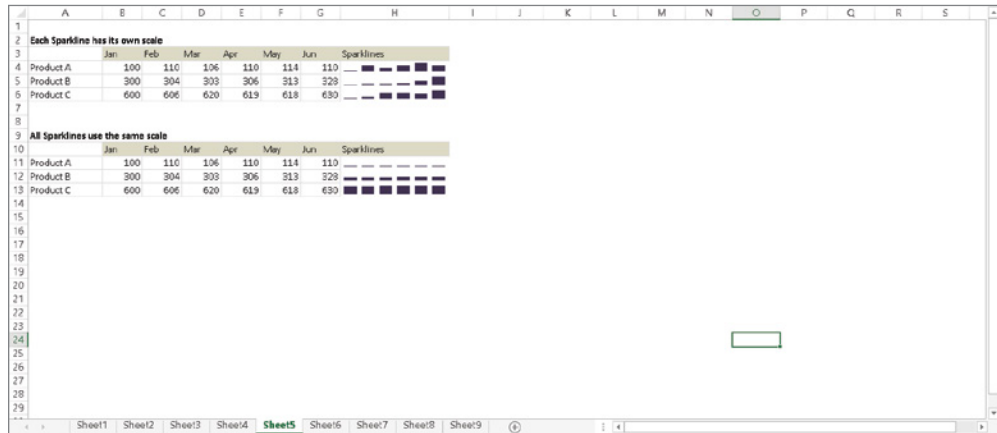 A B C D E F G H I J K L M N O P Q R S
1
2 Each Sparkline has its own scale
3 Jan Feb Mar Apr May Jun Sparklines
4 Product A 100 110 106 110 114 110
5 Product B 300 304 303 306 313 328
6 Product C 600 606 620 619 618 630
7
8
9 All Sparklines use the same scale
10 Jan Feb Mar Apr May Jun Sparklines
11 Product A 100 110 106 110 114 110
12 Product B 300 304 303 306 313 328
13 Product C 600 606 620 619 618 630
14
15
16
17
18
19
20
21
22
23
24
25
26
27
28
29
Sheet1 Sheet2 Sheet3 Sheet4 Sheet5 Sheet6 Sheet7 Sheet8 Sheet9